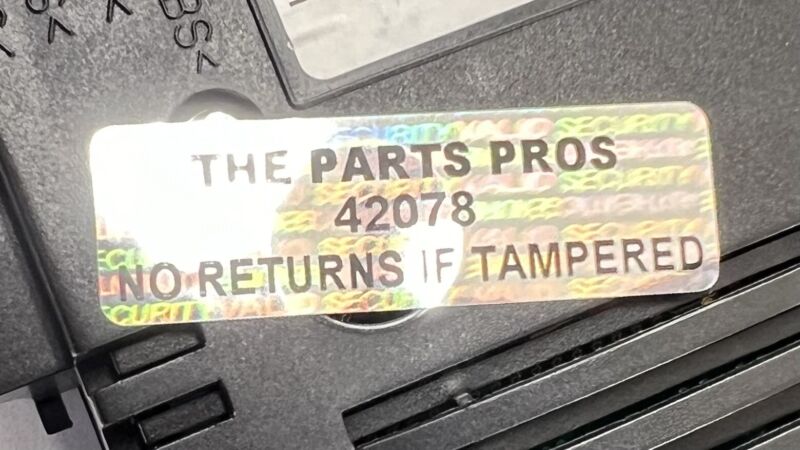 THE PARTS PROS
42078
NO RETURNS IF TAMPERED